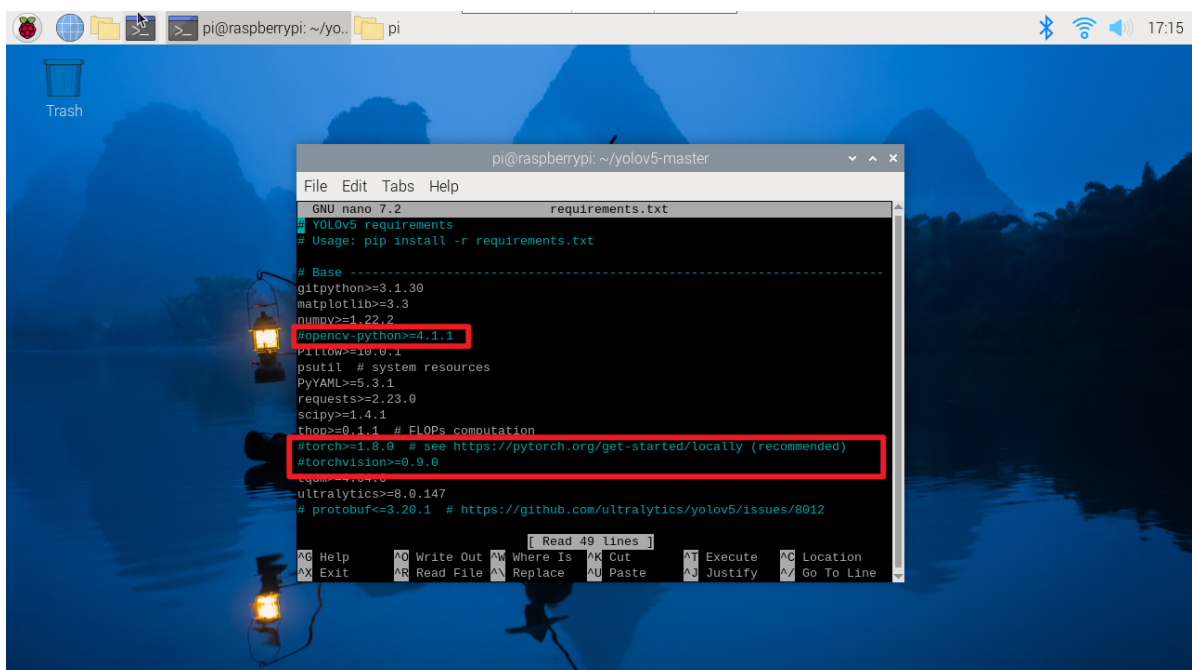 pi@raspberrypi: ~/yo..
pi
17:15
Trash
pi@raspberrypi: ~/yolov5-master
File Edit Tabs Help
GNU nano 7.2 requirements.txt
# YOLOv5 requirements
# Usage: pip install -r requirements.txt
# Base -----------------------------------------------------------------------
gitpython>=3.1.30
matplotlib>=3.3
numpy>=1.22.2
#opencv-python>=4.1.1
Pillow>=10.0.1
psutil # system resources
PyYAML>=5.3.1
requests>=2.23.0
scipy>=1.4.1
thop>=0.1.1 # FLOPs computation
#torch>=1.8.0 # see https://pytorch.org/get-started/locally (recommended)
#torchvision>=0.9.0
tqdm>=4.64.0
ultralytics>=8.0.147
# protobuf<=3.20.1 # https://github.com/ultralytics/yolov5/issues/8012
[ Read 49 lines ]
^G Help ^O Write Out ^W Where Is ^K Cut ^T Execute ^C Location
^X Exit ^R Read File ^\ Replace ^U Paste ^J Justify ^/ Go To Line